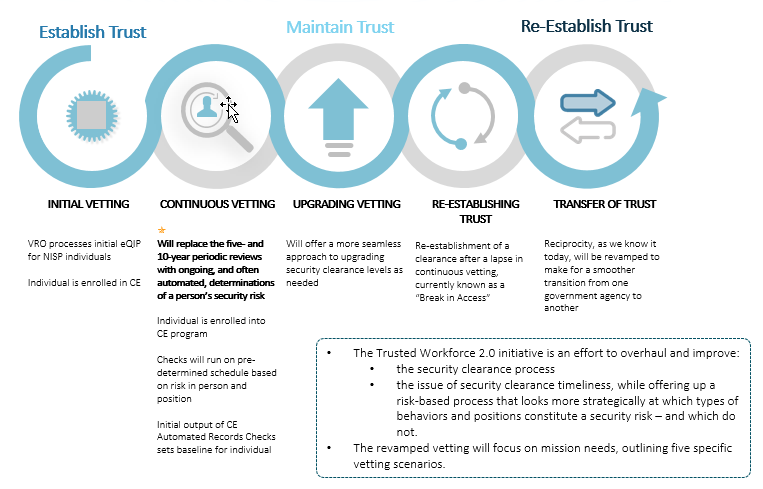 Establish Trust
Maintain Trust
Re-Establish Trust
INITIAL VETTING
VRO processes initial eQIP
for NISP individuals
Individual is enrolled in CE
CONTINUOUS VETTING
*
Will replace the five- and
10-year periodic reviews
with ongoing, and often
automated, determinations
of a person's security risk
Individual is enrolled into
CE program
Checks will run on pre-
determined schedule based
on risk in person and
position
Initial output of CE
Automated Records Checks
sets baseline for individual
UPGRADING VETTING
Will offer a more seamless
approach to upgrading
security clearance levels as
needed
RE-ESTABLISHING
TRUST
Re-establishment of a
clearance after a lapse in
continuous vetting,
currently known as a
“Break in Access”
TRANSFER OF TRUST
Reciprocity, as we know it
today, will be revamped to
make for a smoother
transition from one
government agency to
another
• The Trusted Workforce 2.0 initiative is an effort to overhaul and improve:
• the security clearance process
• the issue of security clearance timeliness, while offering up a
risk-based process that looks more strategically at which types of
behaviors and positions constitute a security risk – and which do
not.
• The revamped vetting will focus on mission needs, outlining five specific
vetting scenarios.